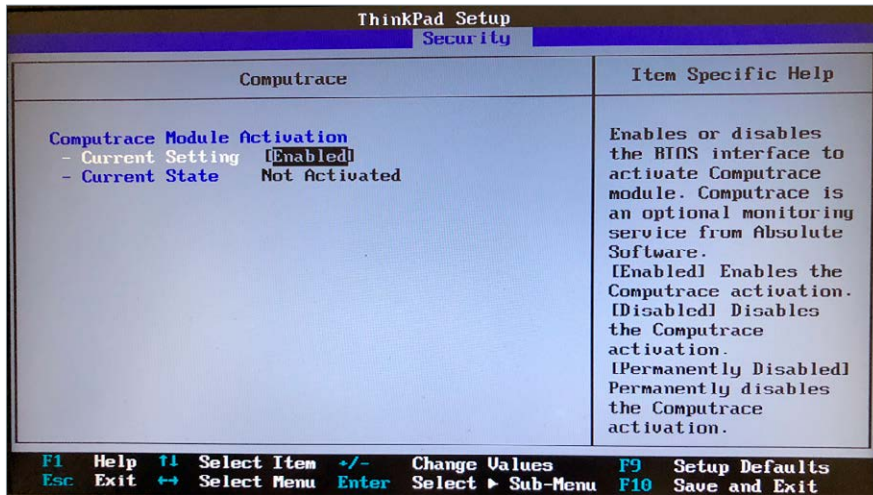 ThinkPad Setup
Security
Computrace
Item Specific Help
Computrace Module Activation
- Current Setting [Enabled]
- Current State Not Activated
Enables or disables
the BIOS interface to
activate Computrace
module. Computrace is
an optional monitoring
service from Absolute
Software.
[Enabled] Enables the
Computrace activation.
[Disabled] Disables
the Computrace
activation.
[Permanently Disabled]
Permanently disables
the Computrace
activation.
F1 Help ↑↓ Select Item +/- Change Values F9 Setup Defaults
Esc Exit ↔ Select Menu Enter Select ▶ Sub-Menu F10 Save and Exit